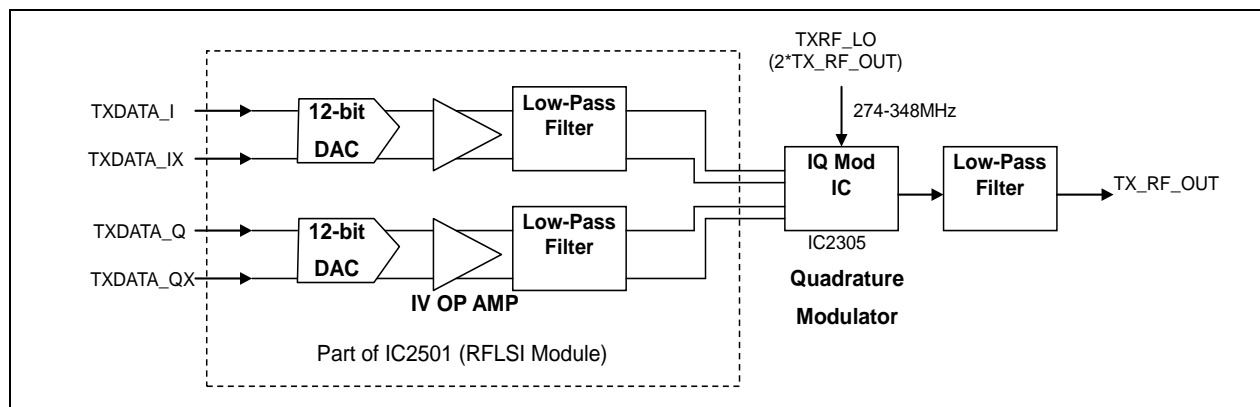 TXRF_LO
(2*TX_RF_OUT)
274-348MHz
TXDATA_I
TXDATA_IX
12-bit
DAC
Low-Pass
Filter
IQ Mod
IC
Low-Pass
Filter
TX_RF_OUT
TXDATA_Q
TXDATA_QX
12-bit
DAC
Low-Pass
Filter
IV OP AMP
IC2305
Quadrature
Modulator
Part of IC2501 (RFLSI Module)